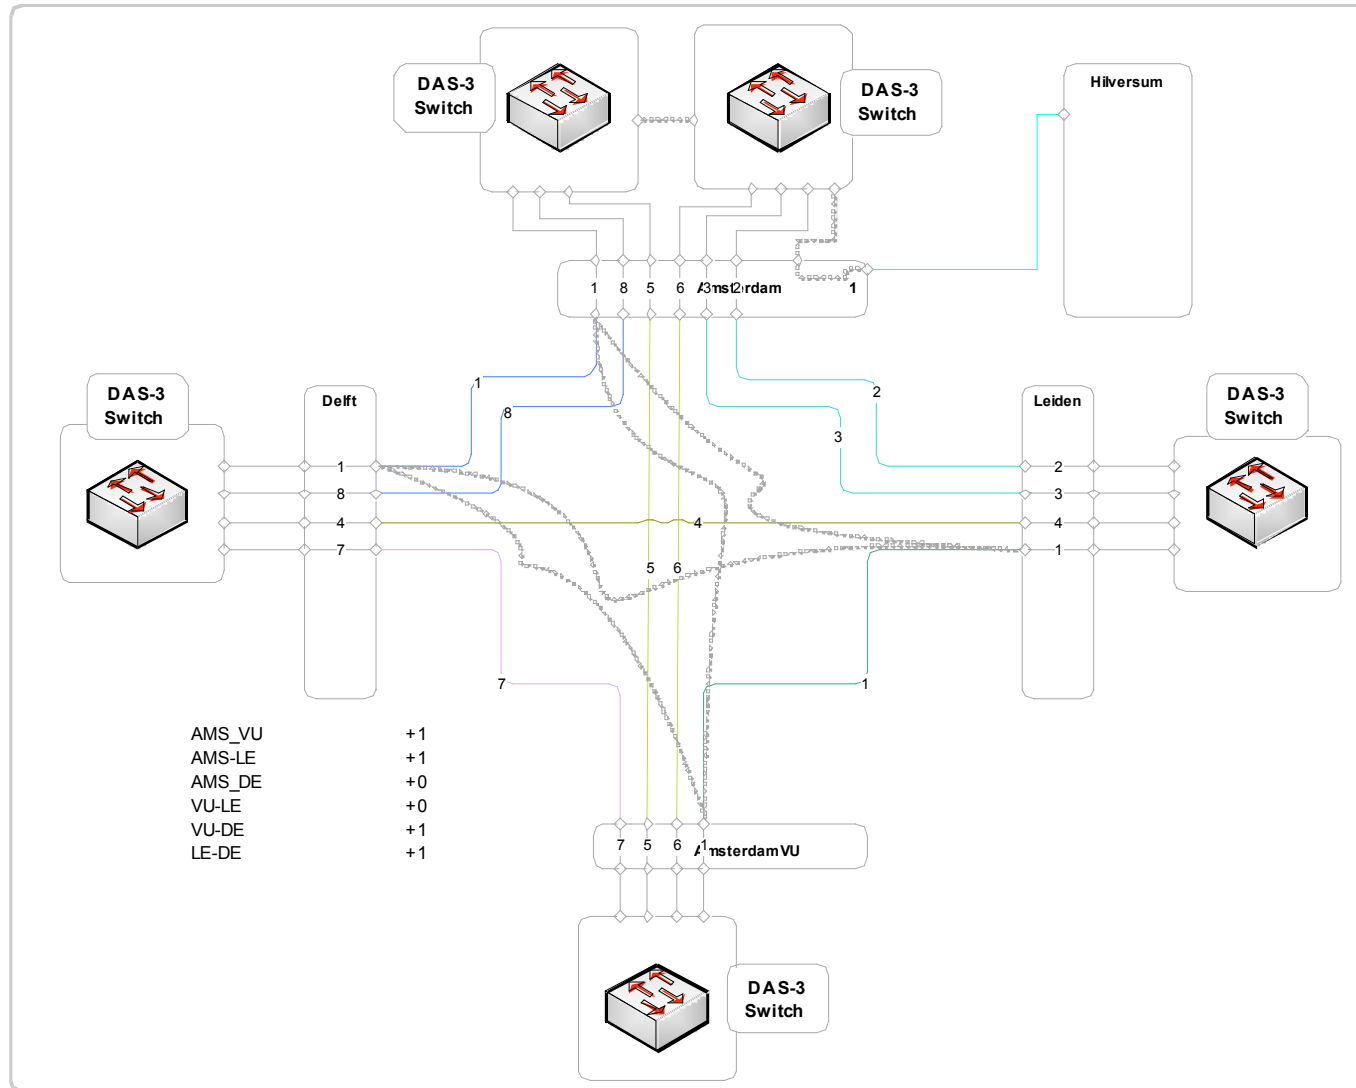 DAS-3
Switch
DAS-3
Switch
Hilversum
1 8 5 6 3 2 Amsterdam 1
1
8
2
3
DAS-3
Switch
Delft
1
8
4
7
4
5 6
Leiden
2
3
4
1
DAS-3
Switch
7
1
AMS_VU +1
AMS-LE +1
AMS_DE +0
VU-LE +0
VU-DE +1
LE-DE +1
7 5 6 1 AmsterdamVU
DAS-3
Switch